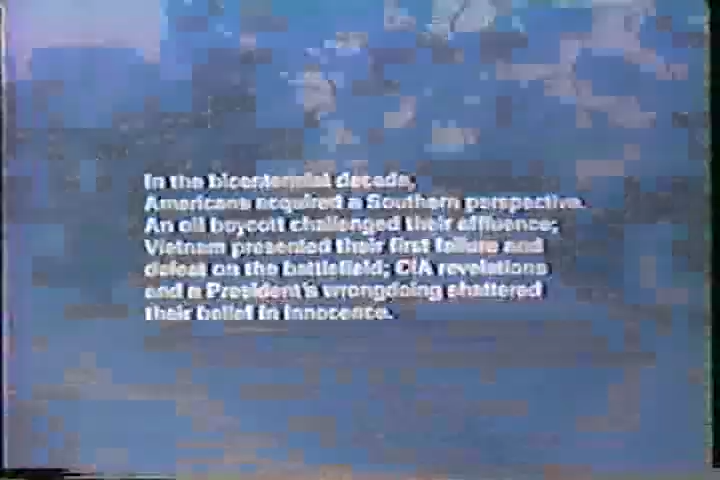 In the bicentennial decade,
Americans acquired a Southern perspective.
An oil boycott challenged their affluence;
Vietnam presented their first failure and
defeat on the battlefield; CIA revelations
and a President's wrongdoing shattered
their belief in innocence.